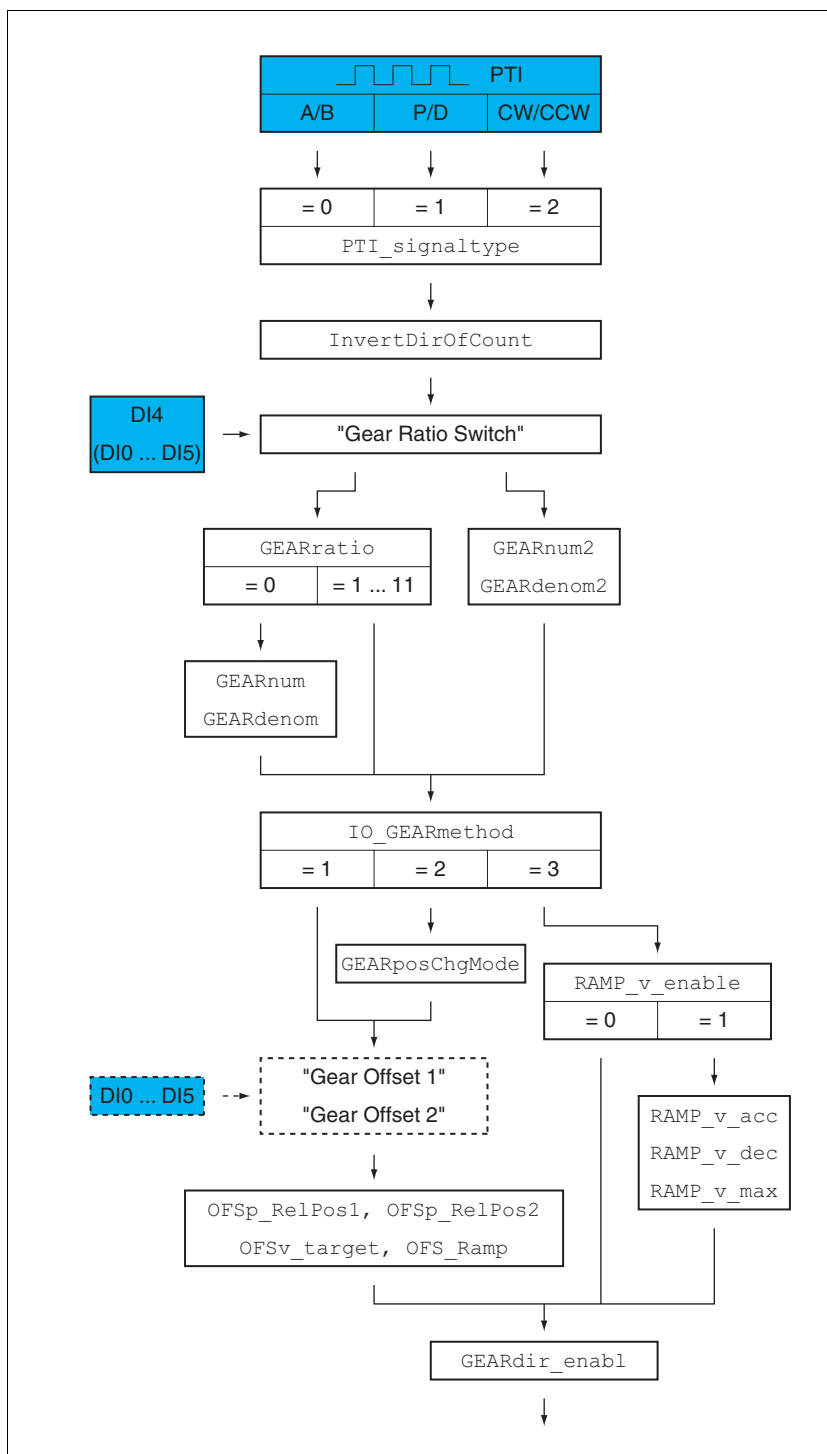 PTI
A/B P/D CW/CCW
= 0 = 1 = 2
PTI_signaltype
InvertDirOfCount
DI4
(DI0 ... DI5)
"Gear Ratio Switch"
GEARratio
= 0 = 1 ... 11
GEARnum2
GEARdenom2
GEARnum
GEARdenom
IO_GEARmethod
= 1 = 2 = 3
GEARposChgMode
RAMP_v_enable
= 0 = 1
DI0 ... DI5
"Gear Offset 1"
"Gear Offset 2"
RAMP_v_acc
RAMP_v_dec
RAMP_v_max
OFSp_RelPos1, OFSp_RelPos2
OFSv_target, OFS_Ramp
GEARdir_enabl